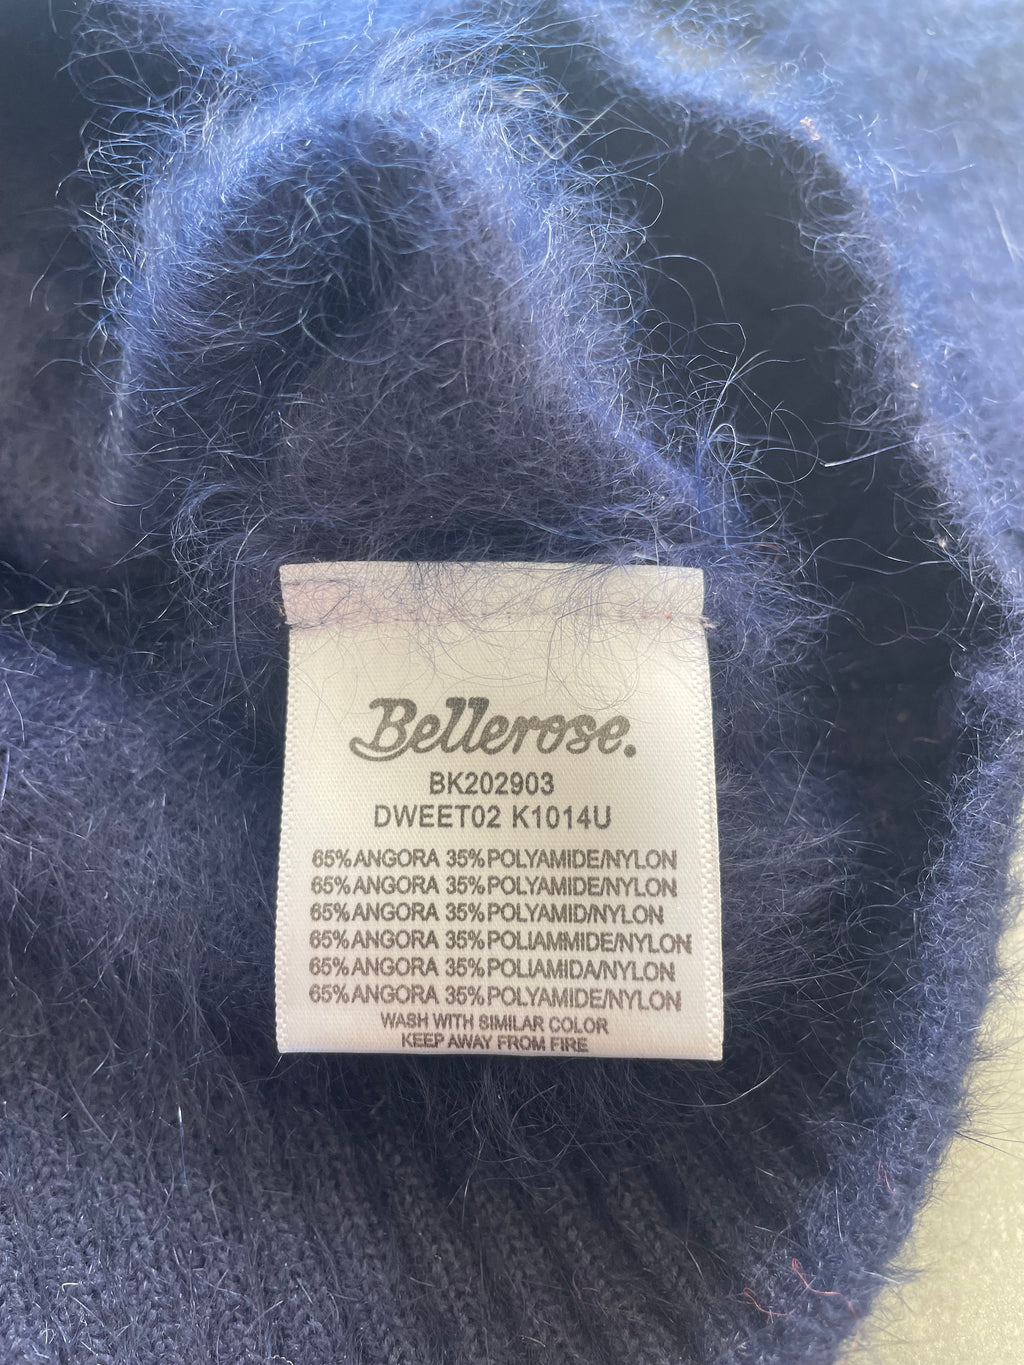 Bellerose.
BK202903
DWEET02 K1014U
65%ANGORA 35%POLYAMIDE/NYLON
65%ANGORA 35%POLYAMIDE/NYLON
65%ANGORA 35%POLYAMID/NYLON
65%ANGORA 35%POLIAMMIDE/NYLON
65%ANGORA 35%POLIAMIDA/NYLON
65%ANGORA 35%POLYAMIDE/NYLON
WASH WITH SIMILAR COLOR
KEEP AWAY FROM FIRE